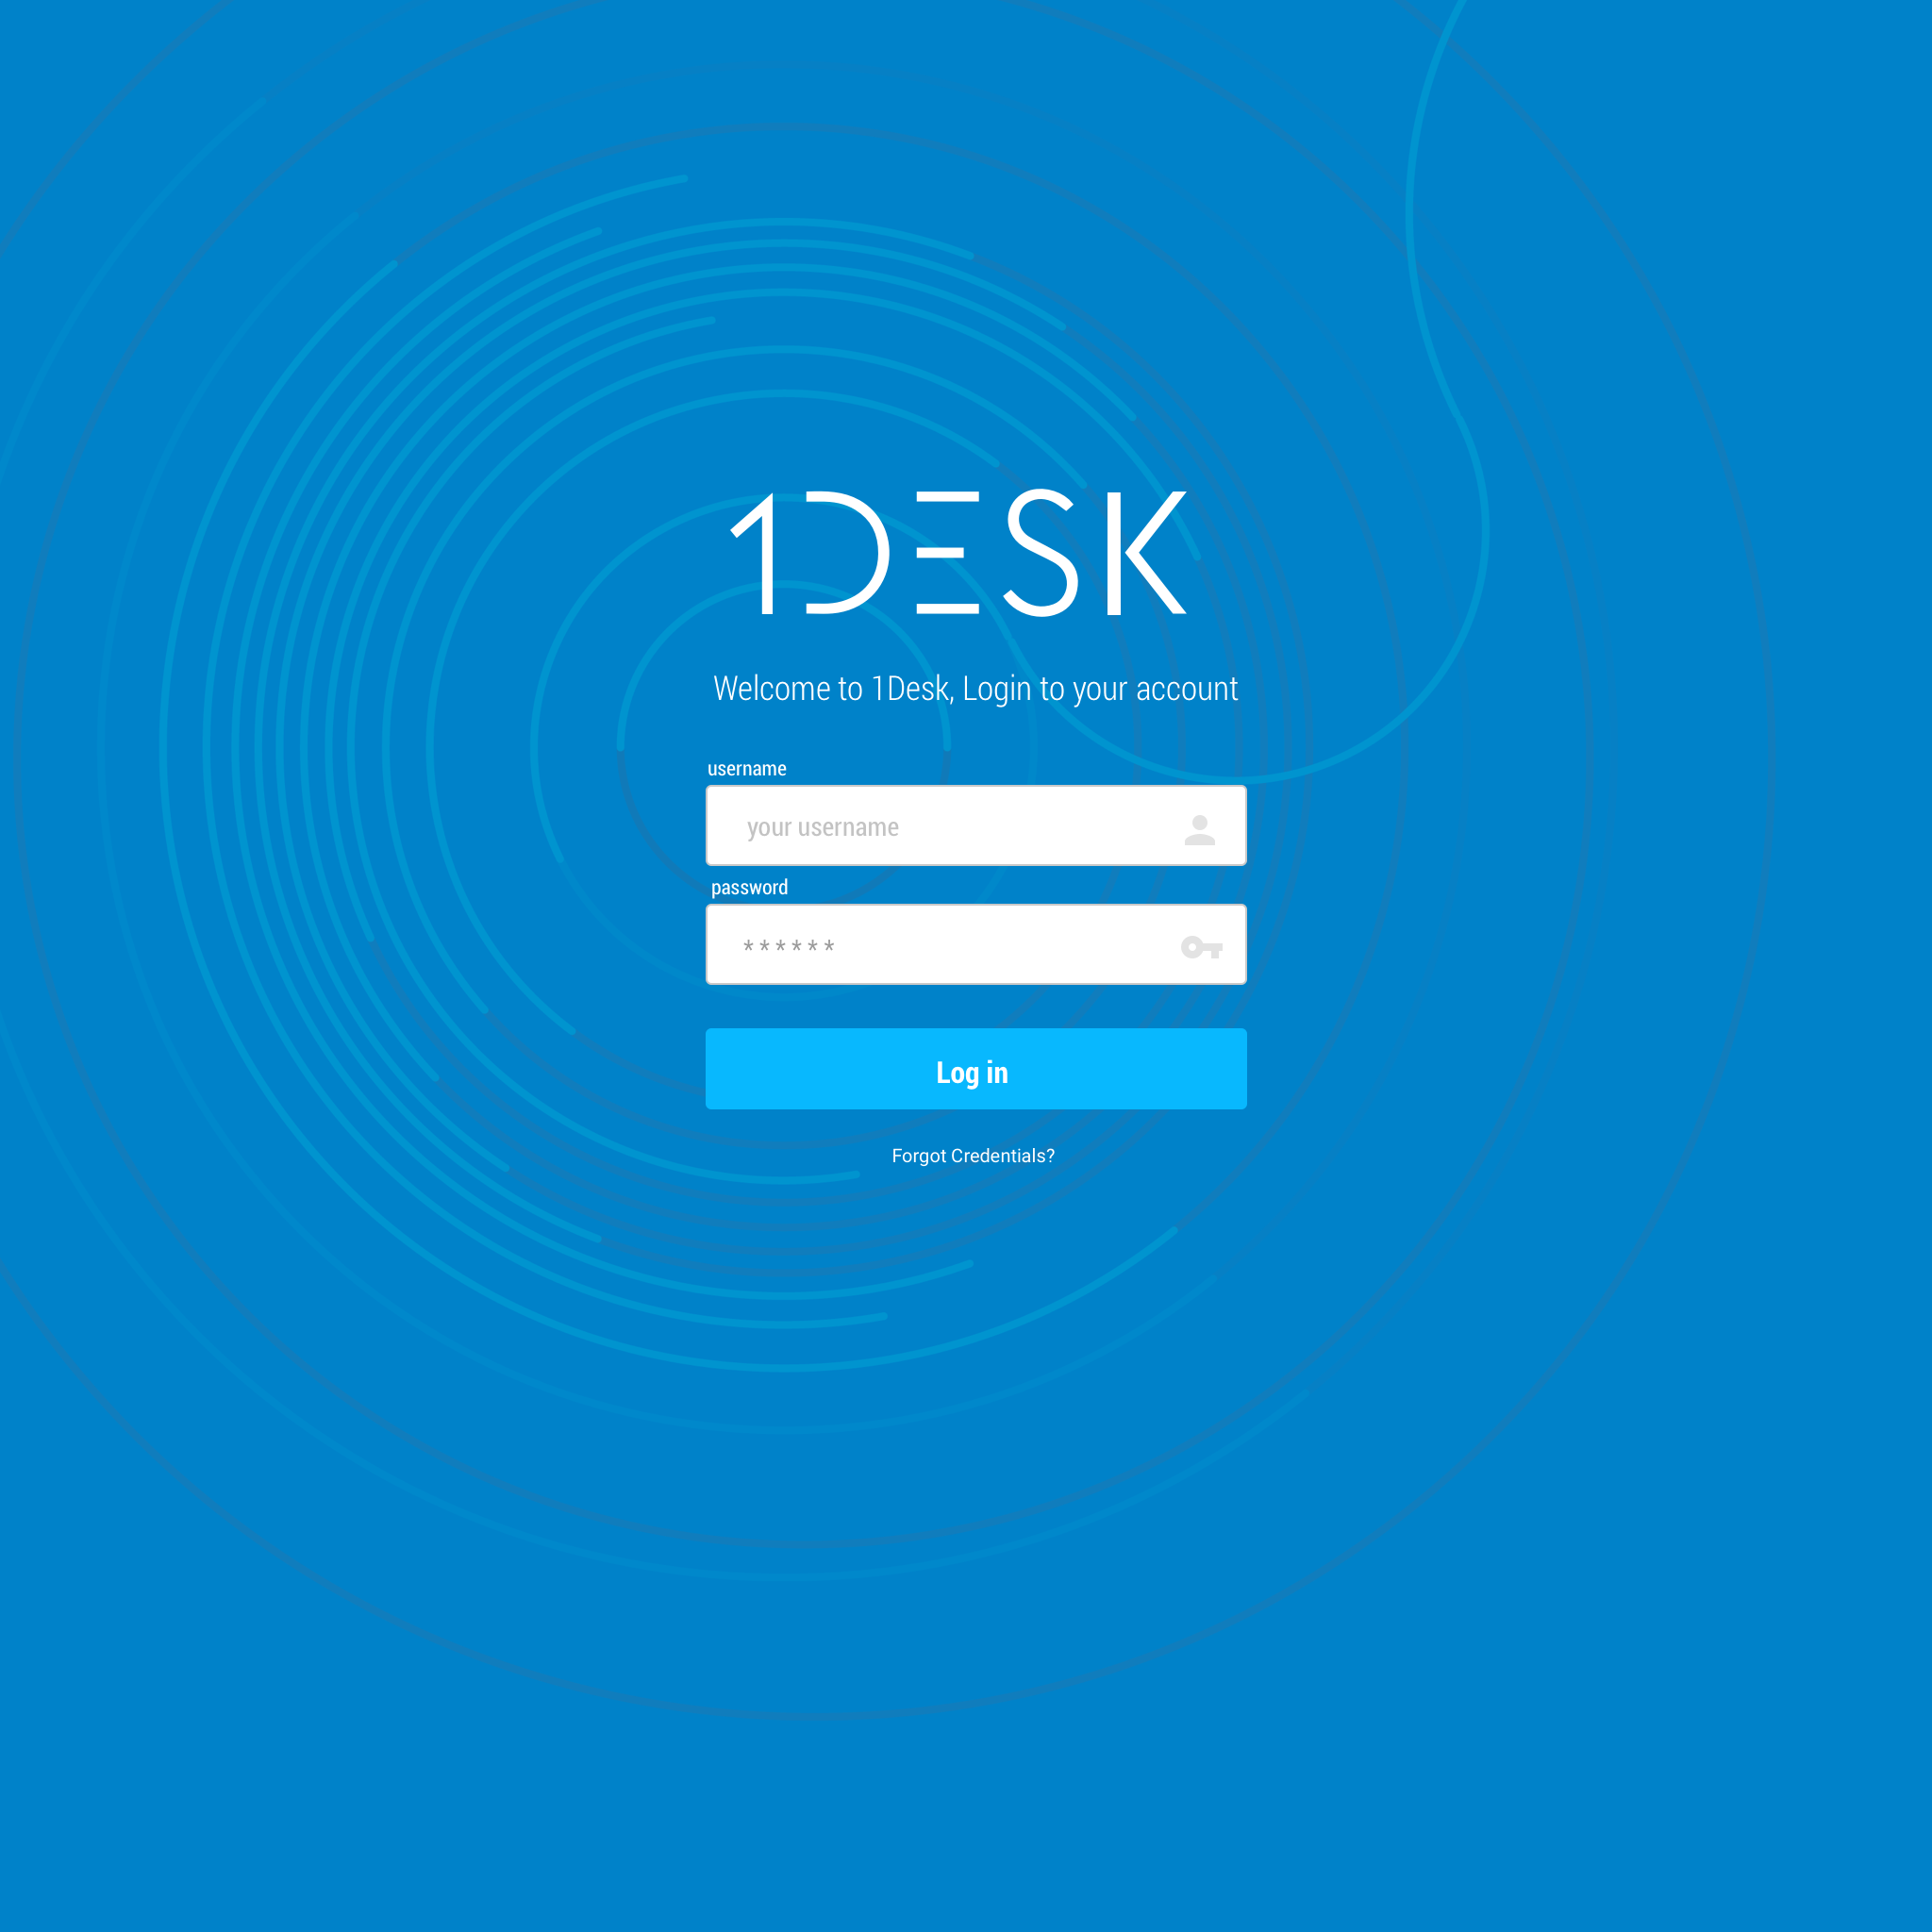 1DESK
Welcome to 1Desk, Login to your account
username
your username
password
******
Log in
Forgot Credentials?